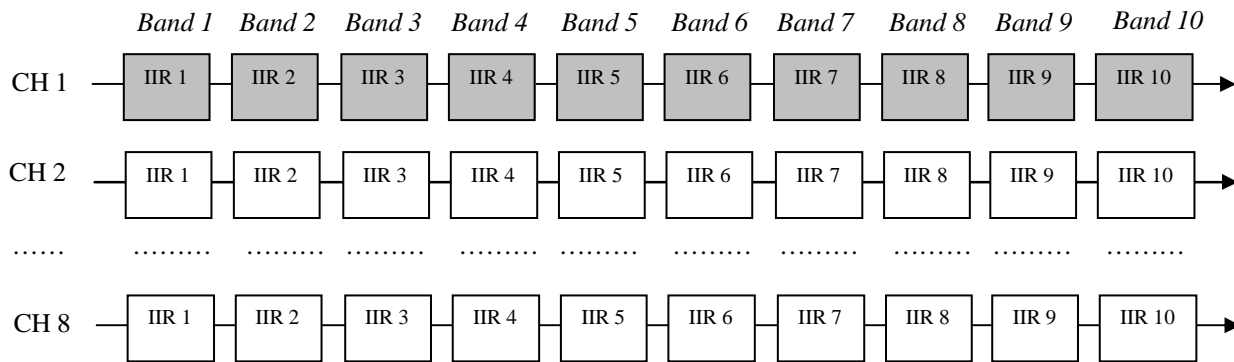 Band 1 Band 2 Band 3 Band 4 Band 5 Band 6 Band 7 Band 8 Band 9 Band 10
CH 1 IIR 1 IIR 2 IIR 3 IIR 4 IIR 5 IIR 6 IIR 7 IIR 8 IIR 9 IIR 10
CH 2 IIR 1 IIR 2 IIR 3 IIR 4 IIR 5 IIR 6 IIR 7 IIR 8 IIR 9 IIR 10
…… ……… ……… ……… ……… ……… ……… ……… ……… ……… ………
CH 8 IIR 1 IIR 2 IIR 3 IIR 4 IIR 5 IIR 6 IIR 7 IIR 8 IIR 9 IIR 10